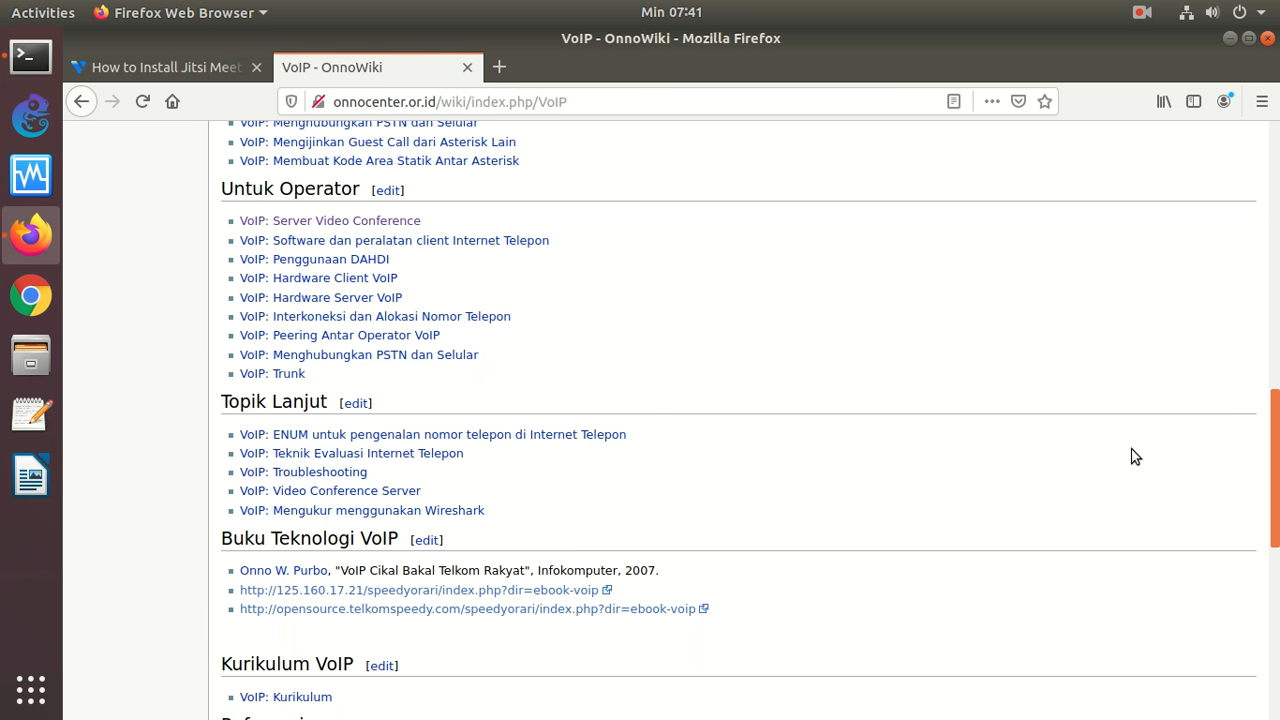 Activities
Firefox Web Browser
Min 07:41
VoIP - OnnoWiki - Mozilla Firefox
How to Install Jitsi Meet
VoIP - OnnoWiki
onnocenter.or.id/wiki/index.php/VoIP
VoIP: Menghubungkan PSTN dan Selular
VoIP: Mengijinkan Guest Call dari Asterisk Lain
VoIP: Membuat Kode Area Statik Antar Asterisk
Untuk Operator [edit]
VoIP: Server Video Conference
VoIP: Software dan peralatan client Internet Telepon
VoIP: Penggunaan DAHDI
VoIP: Hardware Client VoIP
VoIP: Hardware Server VoIP
VoIP: Interkoneksi dan Alokasi Nomor Telepon
VoIP: Peering Antar Operator VoIP
VoIP: Menghubungkan PSTN dan Selular
VoIP: Trunk
Topik Lanjut [edit]
VoIP: ENUM untuk pengenalan nomor telepon di Internet Telepon
VoIP: Teknik Evaluasi Internet Telepon
VoIP: Troubleshooting
VoIP: Video Conference Server
VoIP: Mengukur menggunakan Wireshark
Buku Teknologi VoIP [edit]
Onno W. Purbo, "VoIP Cikal Bakal Telkom Rakyat", Infokomputer, 2007.
http://125.160.17.21/speedyorari/index.php?dir=ebook-voip
http://opensource.telkomspeedy.com/speedyorari/index.php?dir=ebook-voip
Kurikulum VoIP [edit]
VoIP: Kurikulum